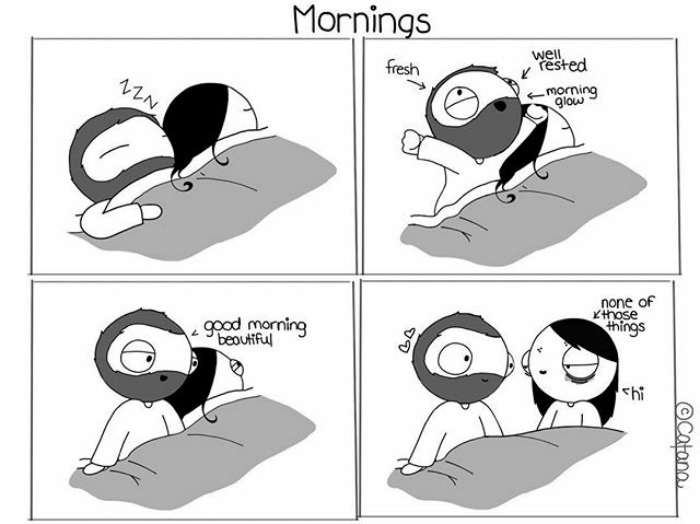 Mornings
ZZZ
fresh
well
rested
morning
glow
good morning
beautiful
none of
those
things
hi
©Catana